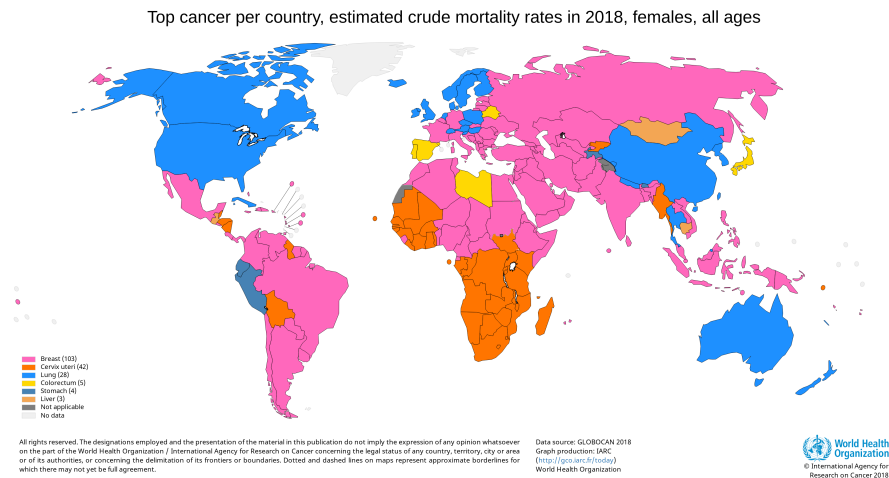 Top cancer per country, estimated crude mortality rates in 2018, females, all ages
Breast (103)
Cervix uteri (42)
Lung (28)
Colorectum (5)
Stomach (4)
Liver (3)
Not applicable
No data
All rights reserved. The designations employed and the presentation of the material in this publication do not imply the expression of any opinion whatsoever
on the part of the World Health Organization / International Agency for Research on Cancer concerning the legal status of any country, territory, city or area
or of its authorities, or concerning the delimitation of its frontiers or boundaries. Dotted and dashed lines on maps represent approximate borderlines for
which there may not yet be full agreement.
Data source: GLOBOCAN 2018
Graph production: IARC
(http://gco.iarc.fr/today)
World Health Organization
World Health
Organization
© International Agency for
Research on Cancer 2018